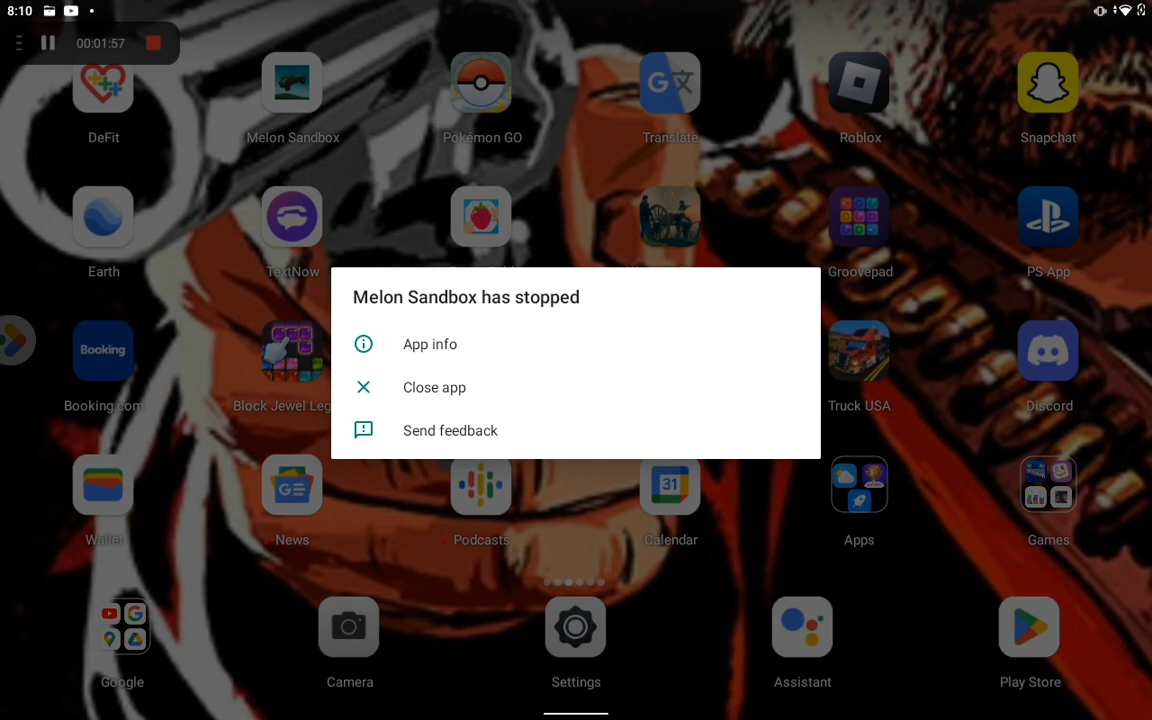 8:10
00:01:57
DeFit
Melon Sandbox
Pokémon GO
Translate
Roblox
Snapchat
Earth
TextNow
Groovepad
PS App
Melon Sandbox has stopped
App info
Close app
Send feedback
Booking
Booking.com
Block Jewel Leg
Truck USA
Discord
31
Wallet
News
Podcasts
Calendar
Apps
Games
Google
Camera
Settings
Assistant
Play Store